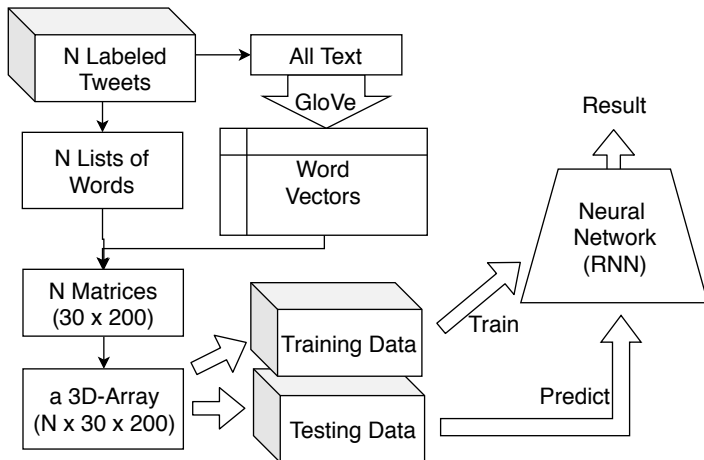 N Labeled
Tweets
All Text
GloVe
N Lists of
Words
Word
Vectors
Result
Neural
Network
(RNN)
N Matrices
(30 x 200)
Training Data
Train
a 3D-Array
(N x 30 x 200)
Testing Data
Predict